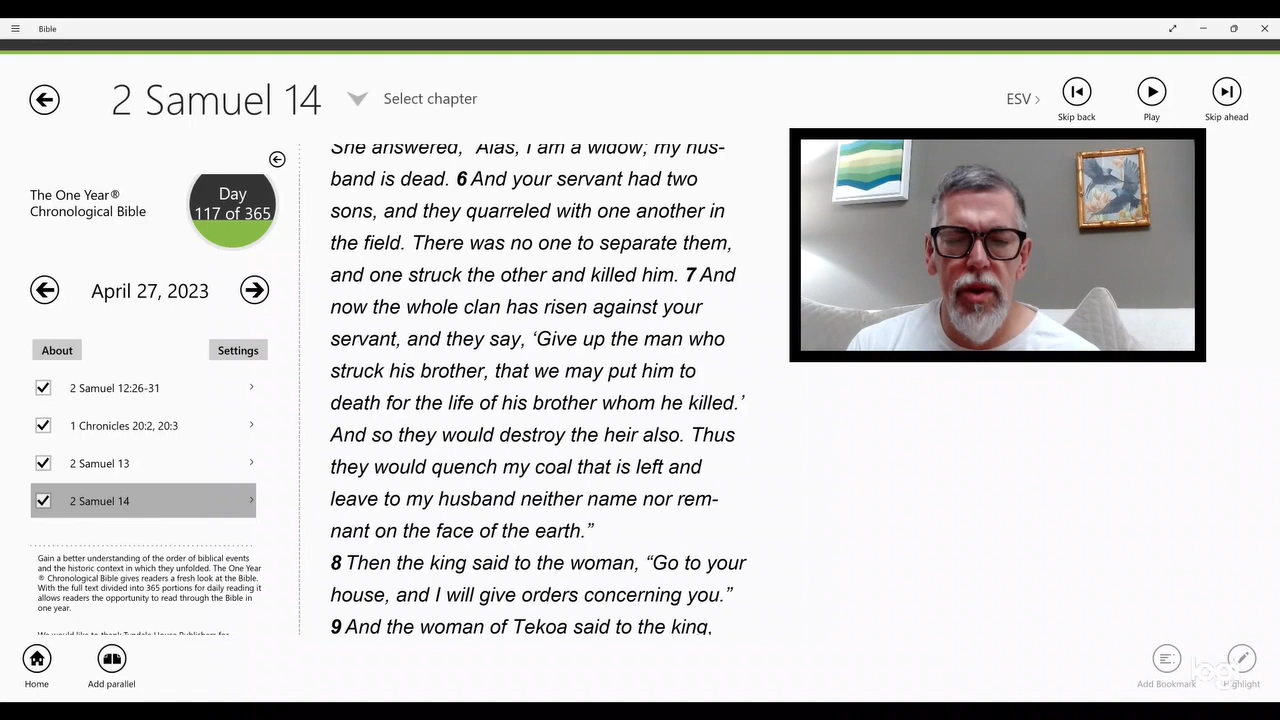 Bible
2 Samuel 14
Select chapter
ESV
Skip back
Play
Skip ahead
The One Year®
Chronological Bible
Day
117 of 365
April 27, 2023
About
Settings
2 Samuel 12:26-31
1 Chronicles 20:2, 20:3
2 Samuel 13
2 Samuel 14
Gain a better understanding of the order of biblical events
and the historic context in which they unfolded. The One Year
® Chronological Bible gives readers a fresh look at the Bible.
With the full text divided into 365 portions for daily reading it
allows readers the opportunity to read through the Bible in
one year.
We would like to thank Tyndale House Publishers for
She answered, “Alas, I am a widow; my hus-
band is dead. 6 And your servant had two
sons, and they quarreled with one another in
the field. There was no one to separate them,
and one struck the other and killed him. 7 And
now the whole clan has risen against your
servant, and they say, ‘Give up the man who
struck his brother, that we may put him to
death for the life of his brother whom he killed.’
And so they would destroy the heir also. Thus
they would quench my coal that is left and
leave to my husband neither name nor rem-
nant on the face of the earth.”
8 Then the king said to the woman, “Go to your
house, and I will give orders concerning you.”
9 And the woman of Tekoa said to the king,
Home
Add parallel
Add Bookmark
Highlight
logi